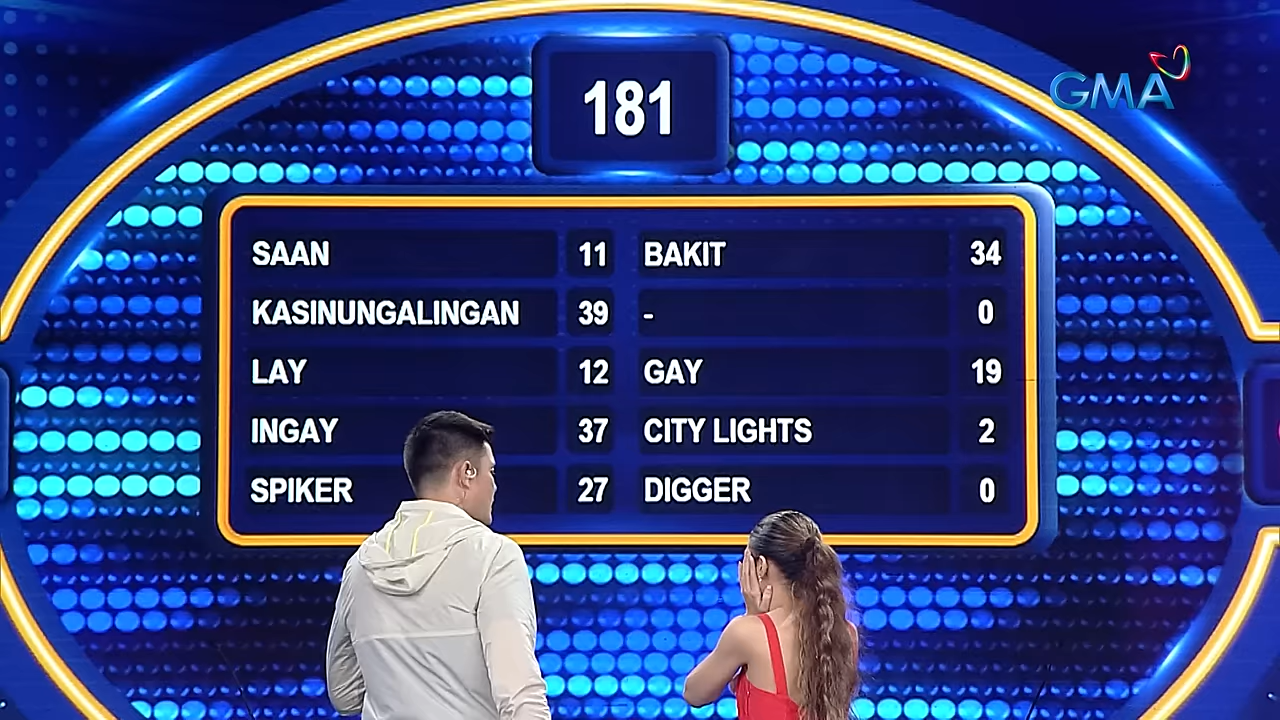 181
GMA
SAAN 11 BAKIT 34
KASINUNGALINGAN 39 - 0
LAY 12 GAY 19
INGAY 37 CITY LIGHTS 2
SPIKER 27 DIGGER 0